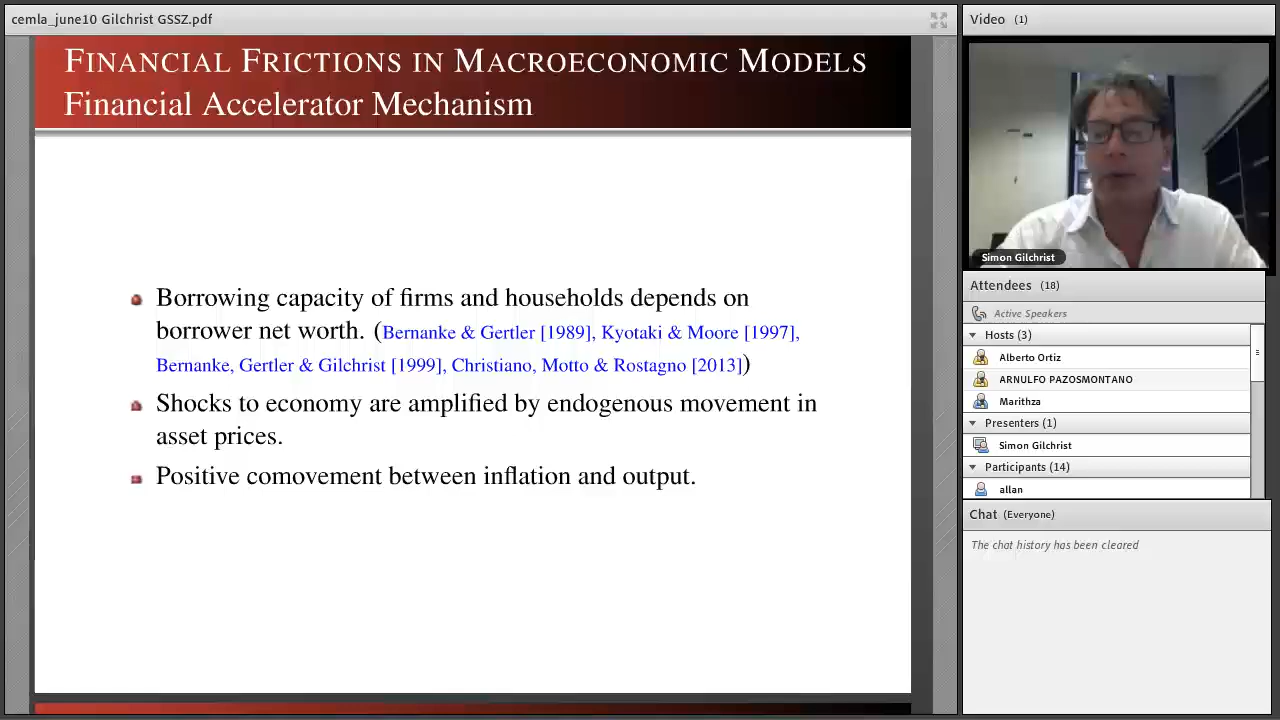 cemla_june10 Gilchrist GSSZ.pdf
FINANCIAL FRICTIONS IN MACROECONOMIC MODELS
Financial Accelerator Mechanism
Borrowing capacity of firms and households depends on
borrower net worth. (Bernanke & Gertler [1989], Kyotaki & Moore [1997],
Bernanke, Gertler & Gilchrist [1999], Christiano, Motto & Rostagno [2013])
Shocks to economy are amplified by endogenous movement in
asset prices.
Positive comovement between inflation and output.
Video (1)
Simon Gilchrist
Attendees (18)
Active Speakers
Hosts (3)
Alberto Ortiz
ARNULFO PAZOSMONTANO
Marithza
Presenters (1)
Simon Gilchrist
Participants (14)
allan
Chat (Everyone)
The chat history has been cleared